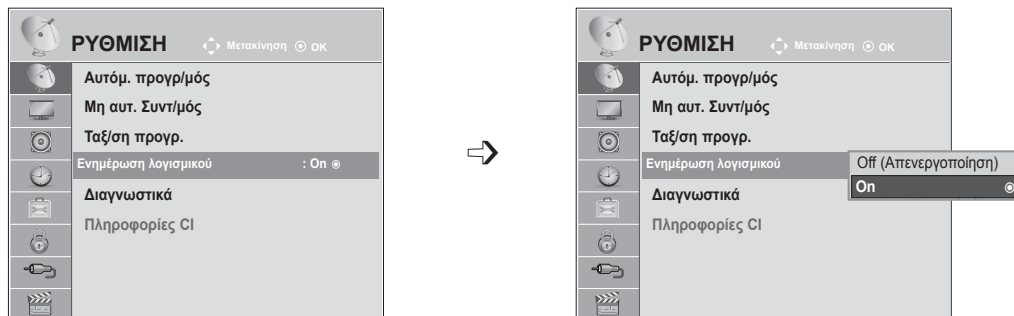 ΡΥΘΜΙΣΗ Μετακίνηση OK
Αυτόμ. προγρ/μός
Μη αυτ. Συντ/μός
Ταξ/ση προγρ.
Ενημέρωση λογισμικού : On
Διαγνωστικά
Πληροφορίες CI
ΡΥΘΜΙΣΗ Μετακίνηση OK
Αυτόμ. προγρ/μός
Μη αυτ. Συντ/μός
Ταξ/ση προγρ.
Ενημέρωση λογισμικού
Off (Απενεργοποίηση)
On
Διαγνωστικά
Πληροφορίες CI